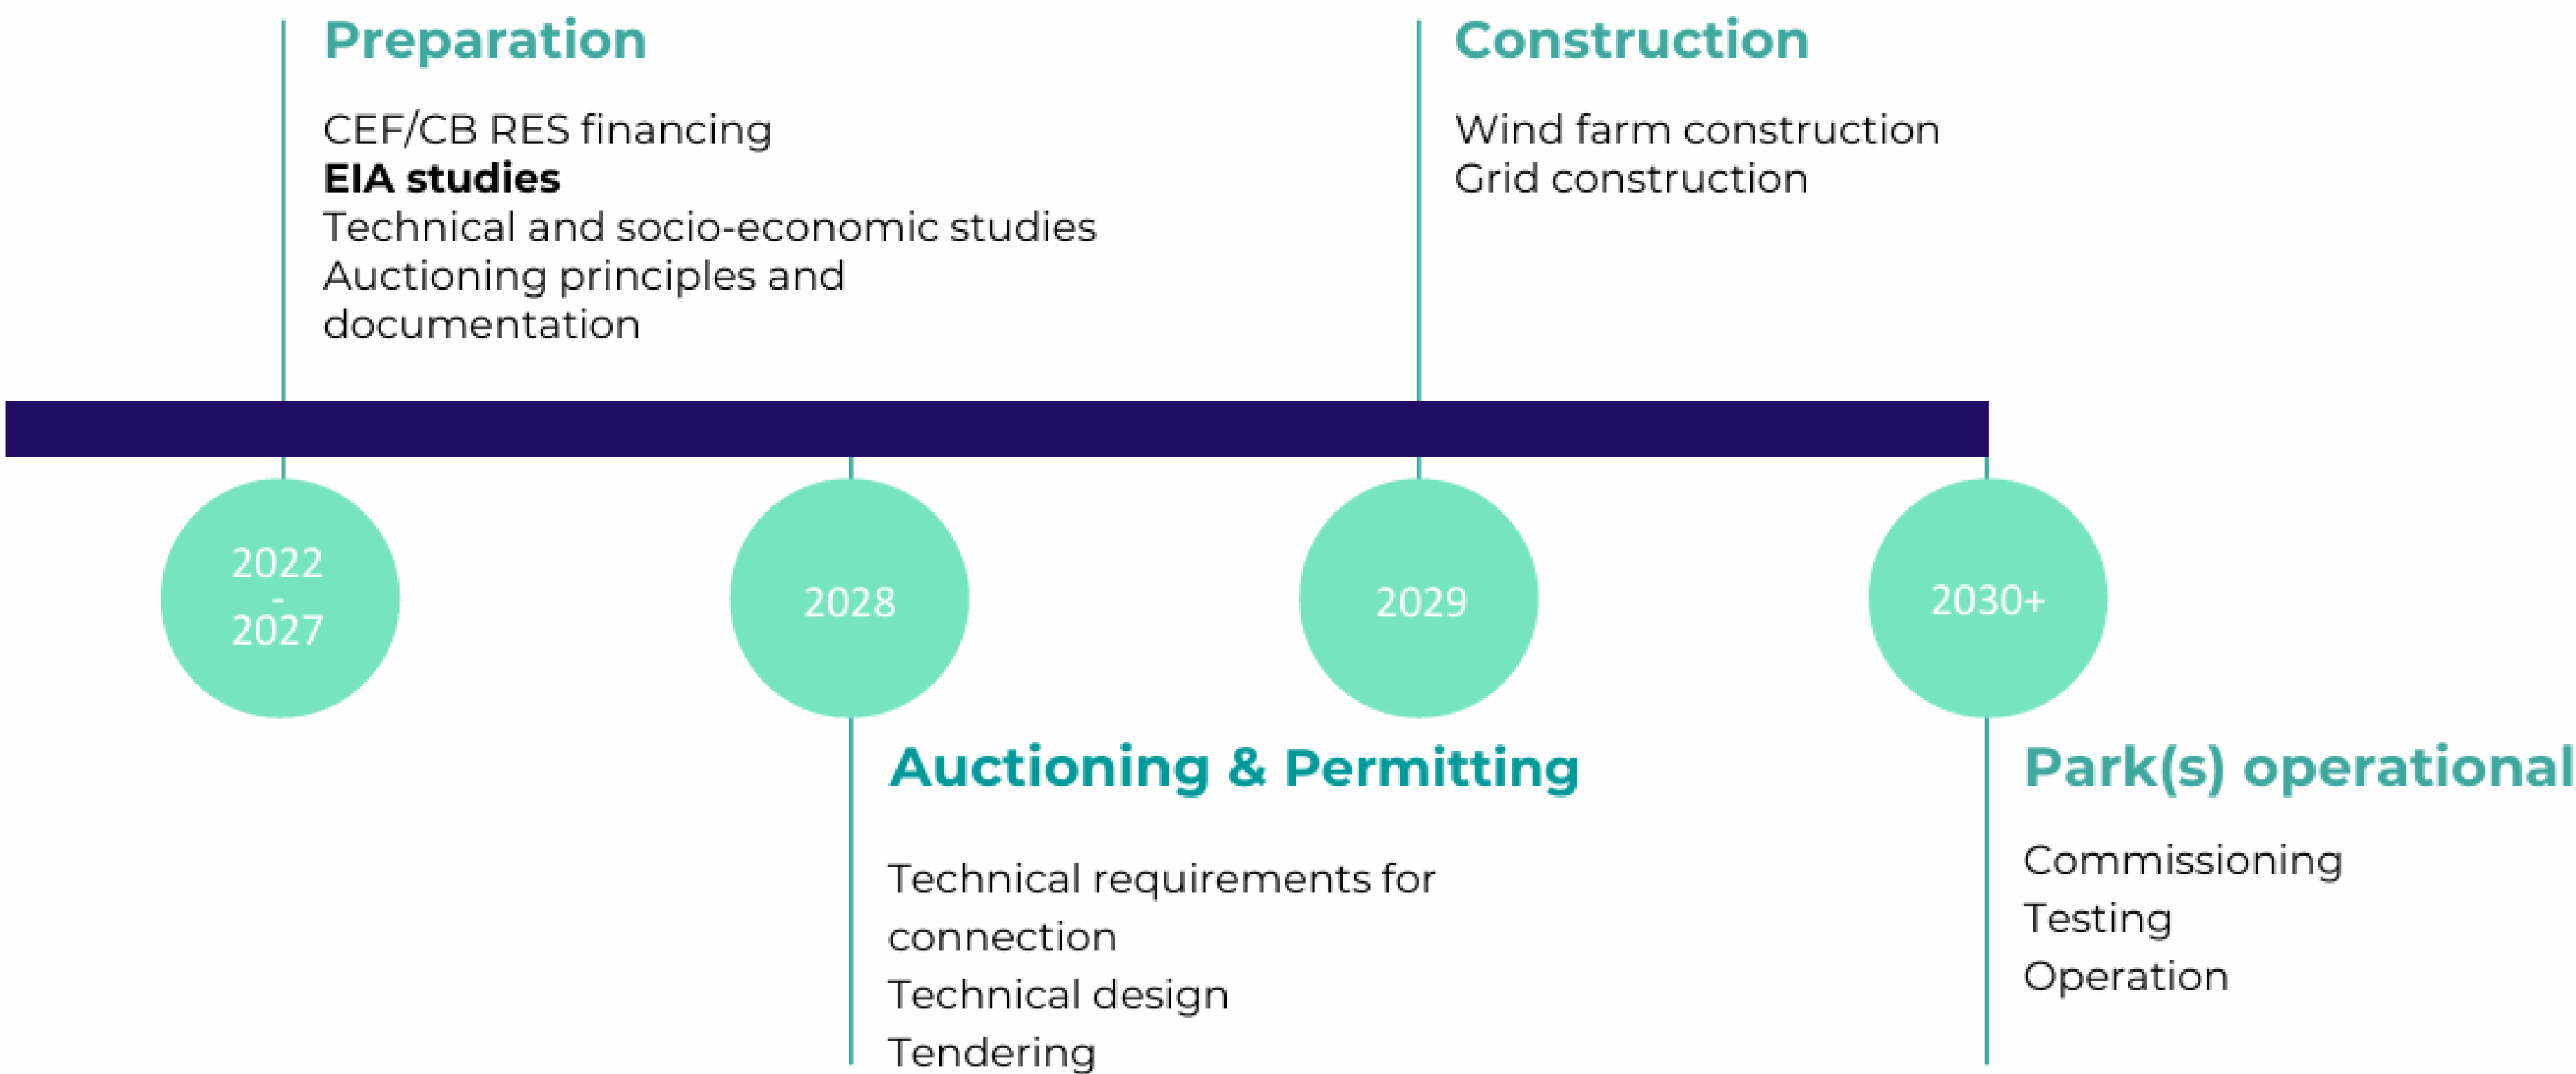 Preparation
CEF/CB RES financing
EIA studies
Technical and socio-economic studies
Auctioning principles and
documentation
Construction
Wind farm construction
Grid construction
2022
-
2027
2028
2029
2030+
Auctioning & Permitting
Technical requirements for
connection
Technical design
Tendering
Park(s) operational
Commissioning
Testing
Operation